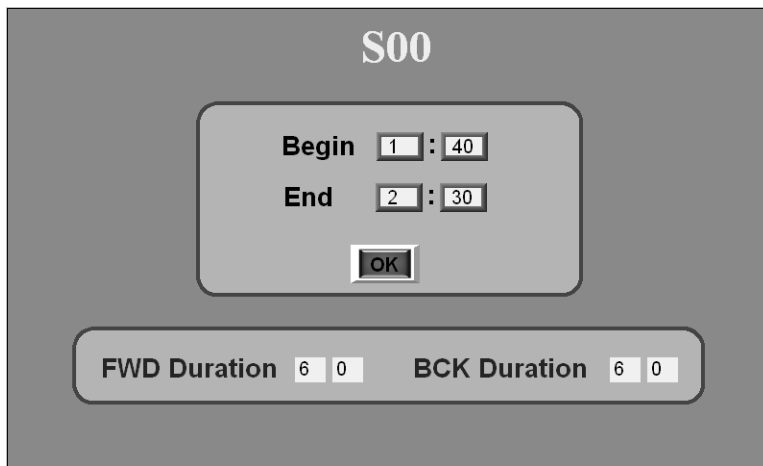 S00
Begin 1 : 40
End 2 : 30
OK
FWD Duration 6 0 BCK Duration 6 0